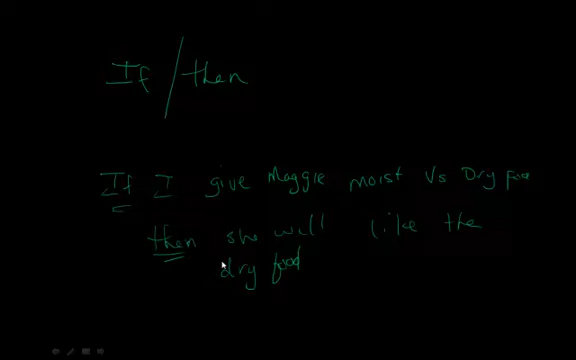 If / then
If I give Maggie moist Vs Dry food
then she will like the
dry food